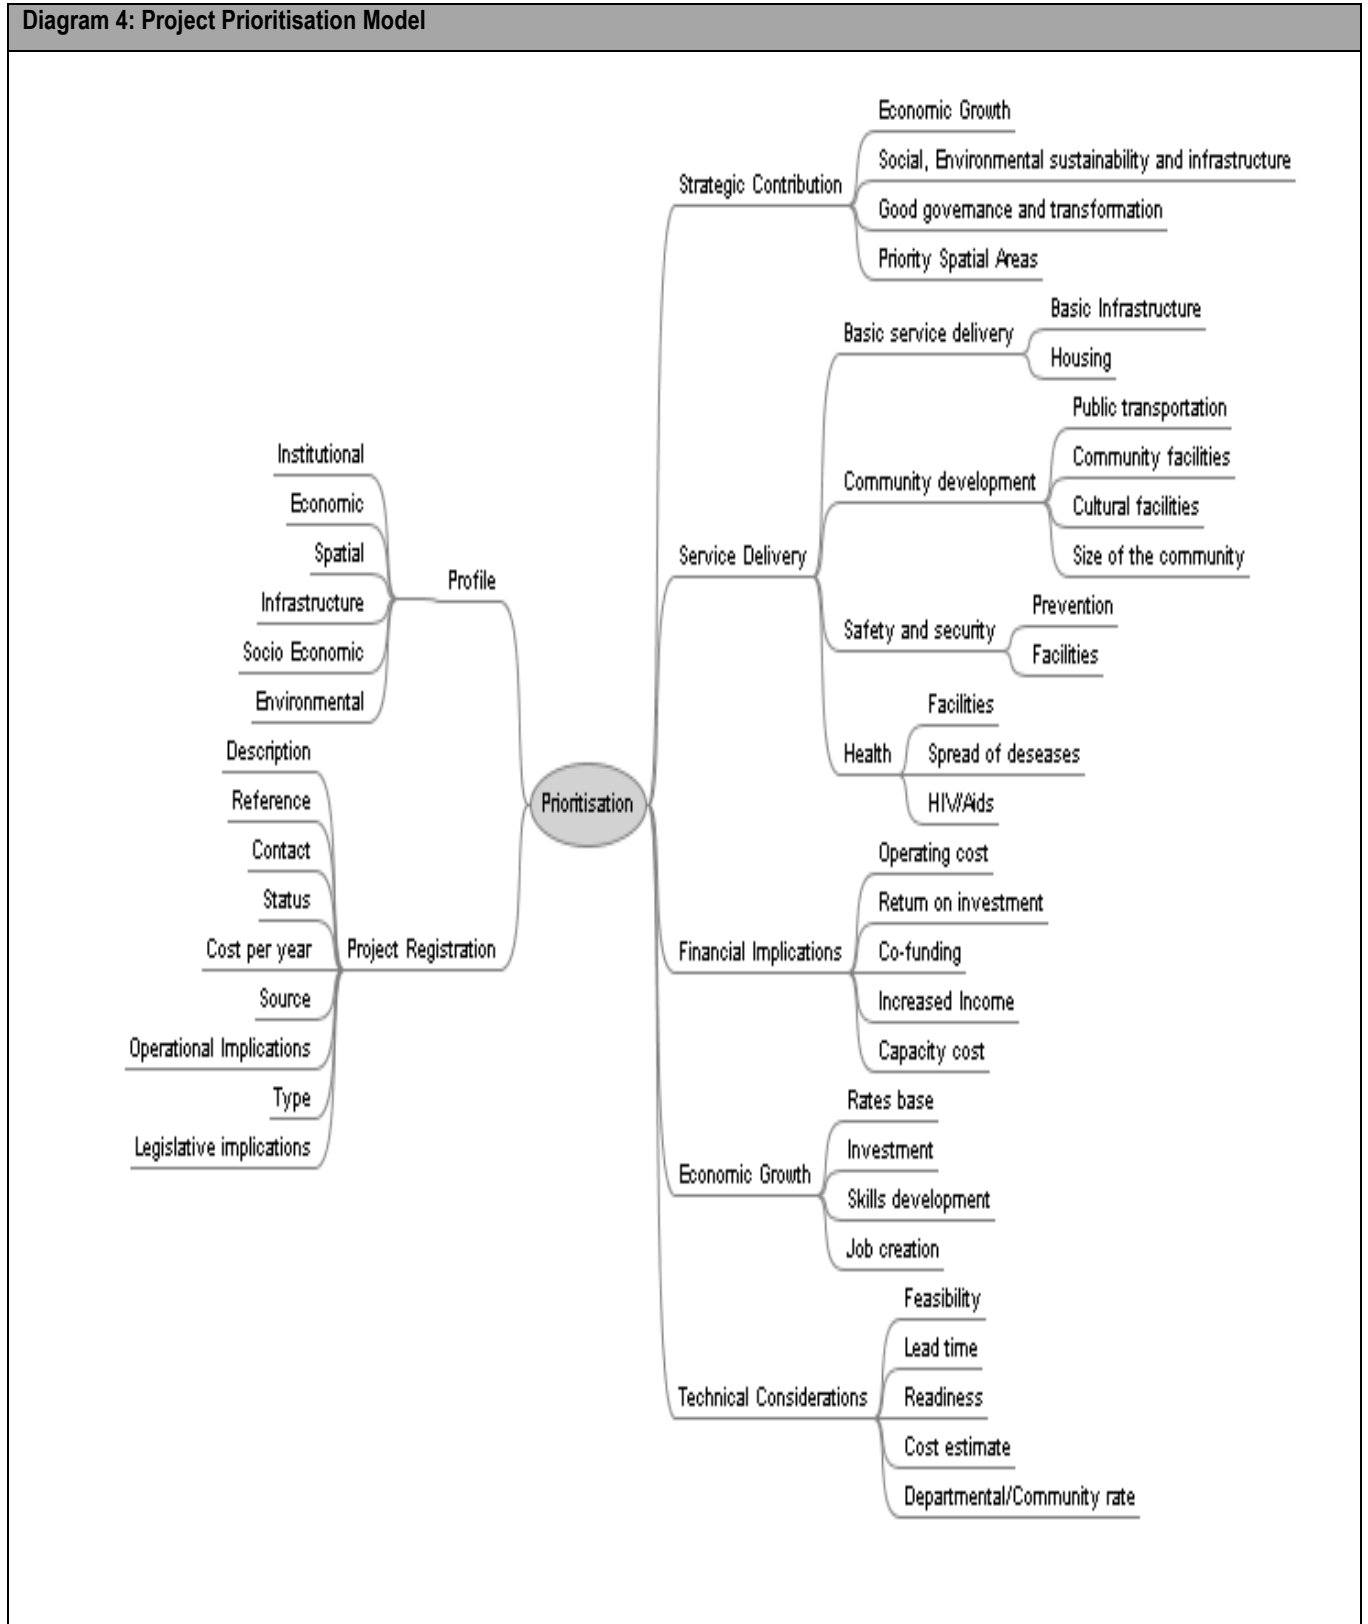 Diagram 4: Project Prioritisation Model
Prioritisation
Profile
Institutional
Economic
Spatial
Infrastructure
Socio Economic
Environmental
Project Registration
Description
Reference
Contact
Status
Cost per year
Source
Operational Implications
Type
Legislative implications
Strategic Contribution
Economic Growth
Social, Environmental sustainability and infrastructure
Good governance and transformation
Priority Spatial Areas
Service Delivery
Basic service delivery
Basic Infrastructure
Housing
Community development
Public transportation
Community facilities
Cultural facilities
Size of the community
Safety and security
Prevention
Facilities
Health
Facilities
Spread of deseases
HIV/Aids
Financial Implications
Operating cost
Return on investment
Co-funding
Increased Income
Capacity cost
Economic Growth
Rates base
Investment
Skills development
Job creation
Technical Considerations
Feasibility
Lead time
Readiness
Cost estimate
Departmental/Community rate